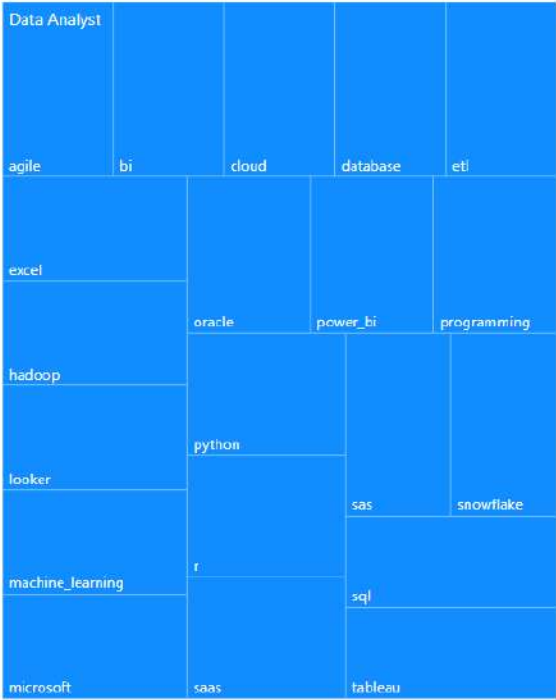 Data Analyst
agile
bi
cloud
database
etl
excel
oracle
power_bi
programming
hadoop
python
looker
sas
snowflake
r
machine_learning
sql
microsoft
saas
tableau